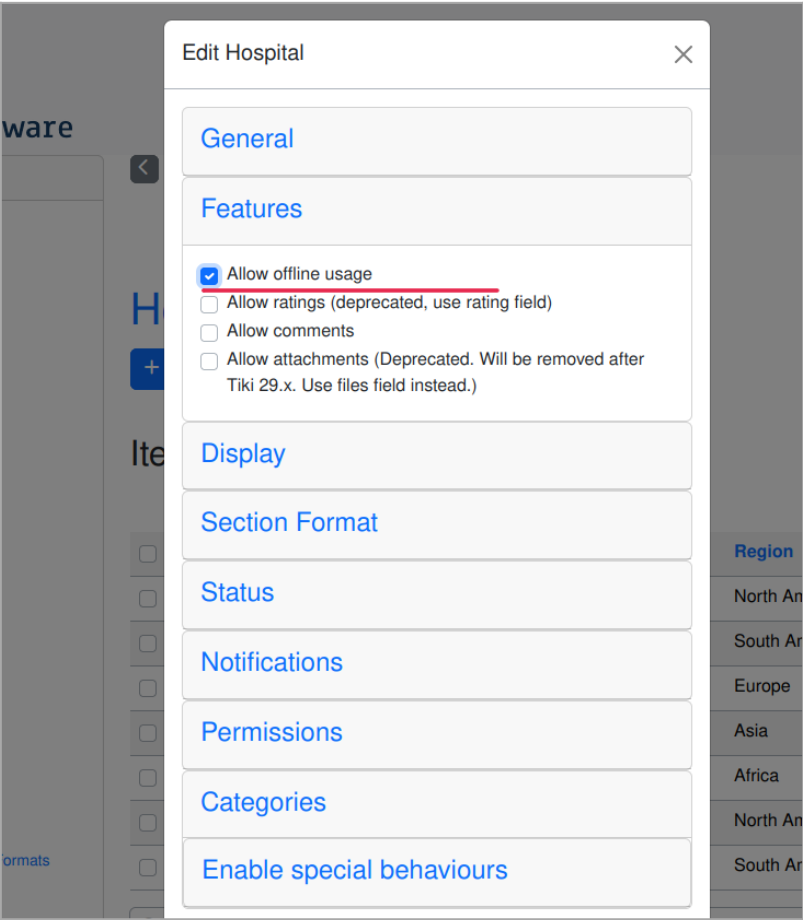 Edit Hospital
ware
General
Features
Allow offline usage
Allow ratings (deprecated, use rating field)
Allow comments
Allow attachments (Deprecated. Will be removed after
Tiki 29.x. Use files field instead.)
Display
Section Format
Status
Notifications
Permissions
Categories
Enable special behaviours
H
+
Ite
Region
North Am
South Am
Europe
Asia
Africa
North Am
South Am
ormats